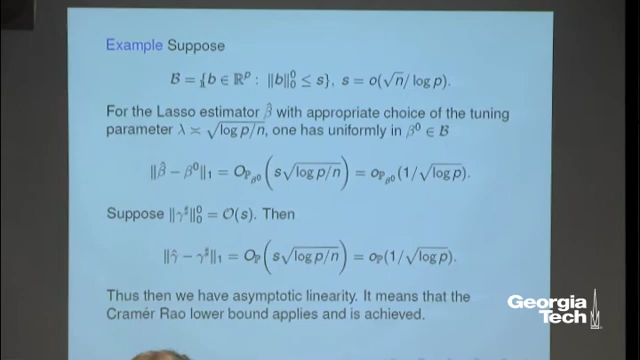 Example Suppose
ℬ = {b ∈ ℝ^p : ‖b‖_0^0 ≤ s}, s = o(√n/ log p).
For the Lasso estimator β̂ with appropriate choice of the tuning
parameter λ ≍ √(log p/n), one has uniformly in β^0 ∈ ℬ
‖β̂ − β^0‖_1 = O_{ℙ_{β^0}}(s√(log p/n)) = o_{ℙ_{β^0}}(1/√(log p)).
Suppose ‖γ^♯‖_0^0 = 𝒪(s). Then
‖γ̂ − γ^♯‖_1 = O_ℙ(s√(log p/n)) = o_ℙ(1/√(log p)).
Thus then we have asymptotic linearity. It means that the
Cramér Rao lower bound applies and is achieved.
Georgia
Tech